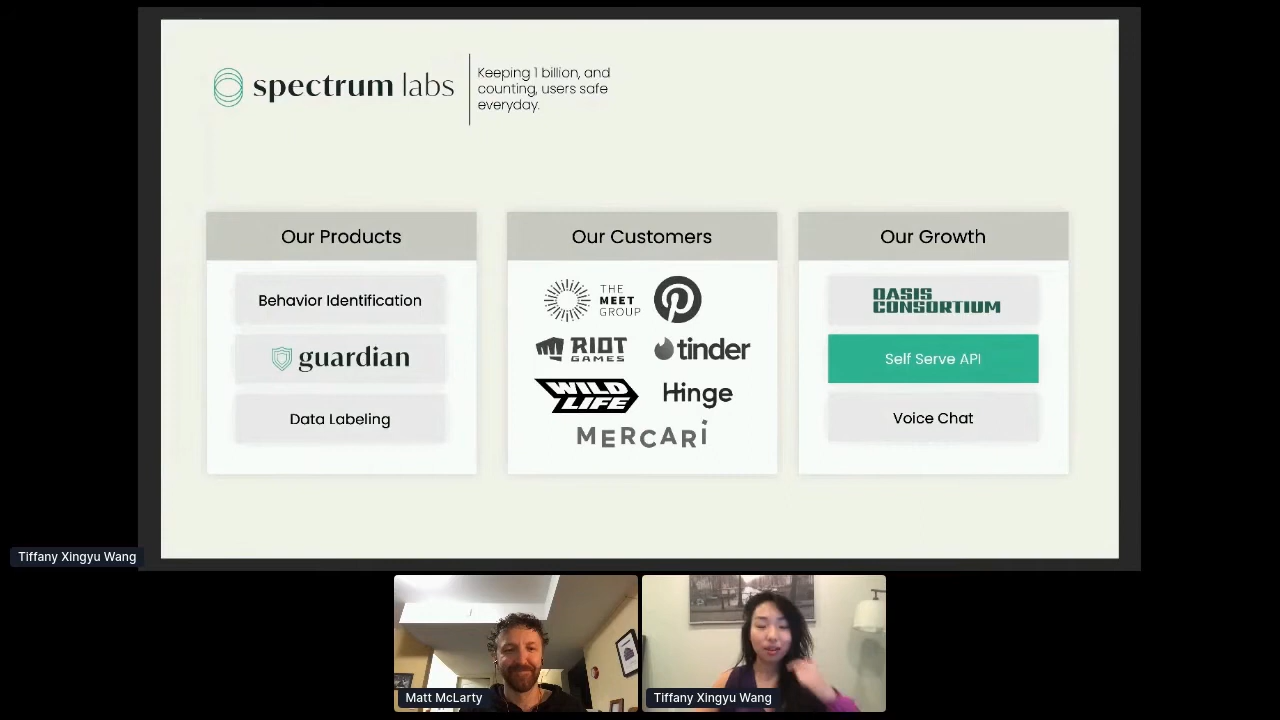 spectrum labs
Keeping 1 billion, and
counting, users safe
everyday.
Our Products
Behavior Identification
guardian
Data Labeling
Our Customers
THE
MEET
GROUP
RIOT
GAMES
tinder
WILD
LIFE
Hinge
MERCARI
Our Growth
OASIS
CONSORTIUM
Self Serve API
Voice Chat
Tiffany Xingyu Wang
Matt McLarty
Tiffany Xingyu Wang